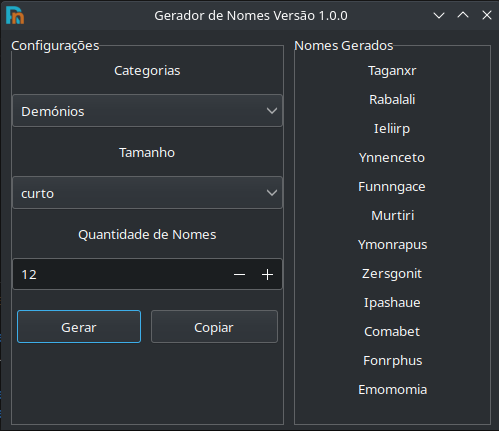 Gerador de Nomes Versão 1.0.0
Configurações
Categorias
Demónios
Tamanho
curto
Quantidade de Nomes
12
Gerar Copiar
Nomes Gerados
Taganxr
Rabalali
Ieliirp
Ynnenceto
Funnngace
Murtiri
Ymonrapus
Zersgonit
Ipashaue
Comabet
Fonrphus
Emomomia